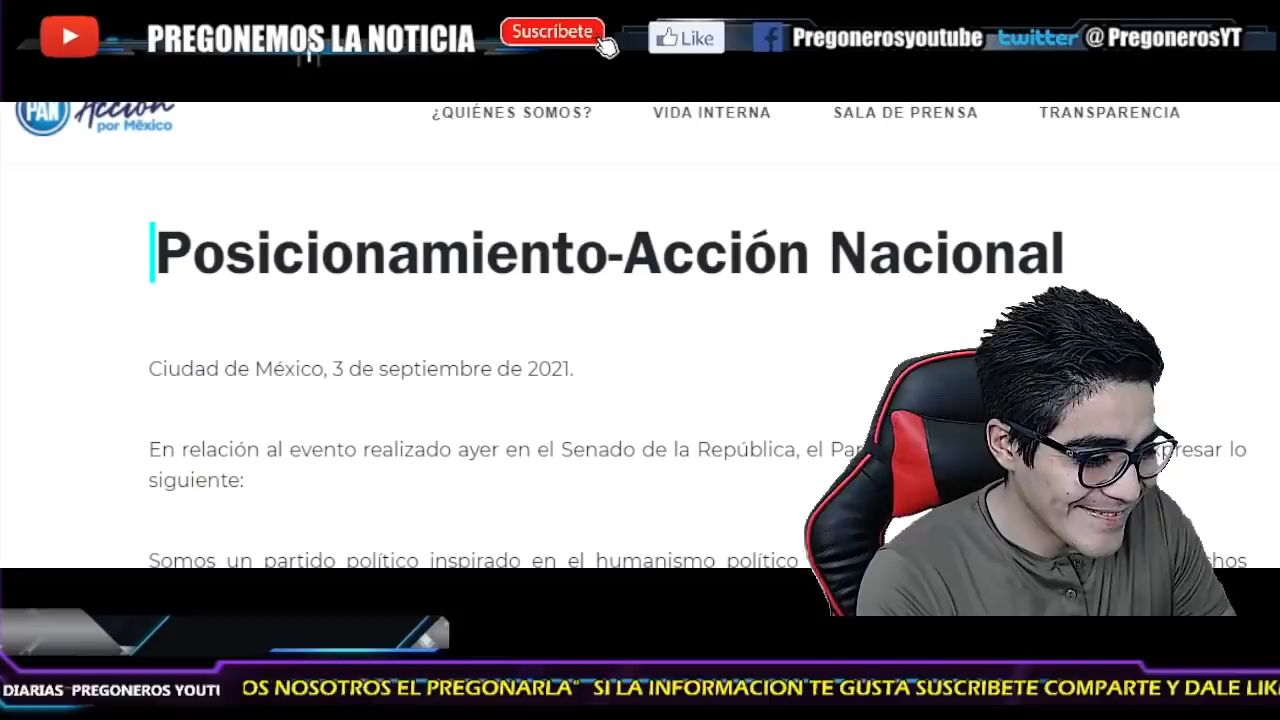 PREGONEMOS LA NOTICIA
Suscríbete
Like
Pregonerosyoutube
twitter @PregonerosYT
PAN Acción
por México
¿QUIÉNES SOMOS?
VIDA INTERNA
SALA DE PRENSA
TRANSPARENCIA
Posicionamiento-Acción Nacional
Ciudad de México, 3 de septiembre de 2021.
En relación al evento realizado ayer en el Senado de la República, el lo
siguiente:
Somos un partido político inspirado en el humanismo político
DIARIAS PREGONEROS YOUTI
OS NOSOTROS EL PREGONARLA" SI LA INFORMACION TE GUSTA SUSCRIBETE COMPARTE Y DALE LIK